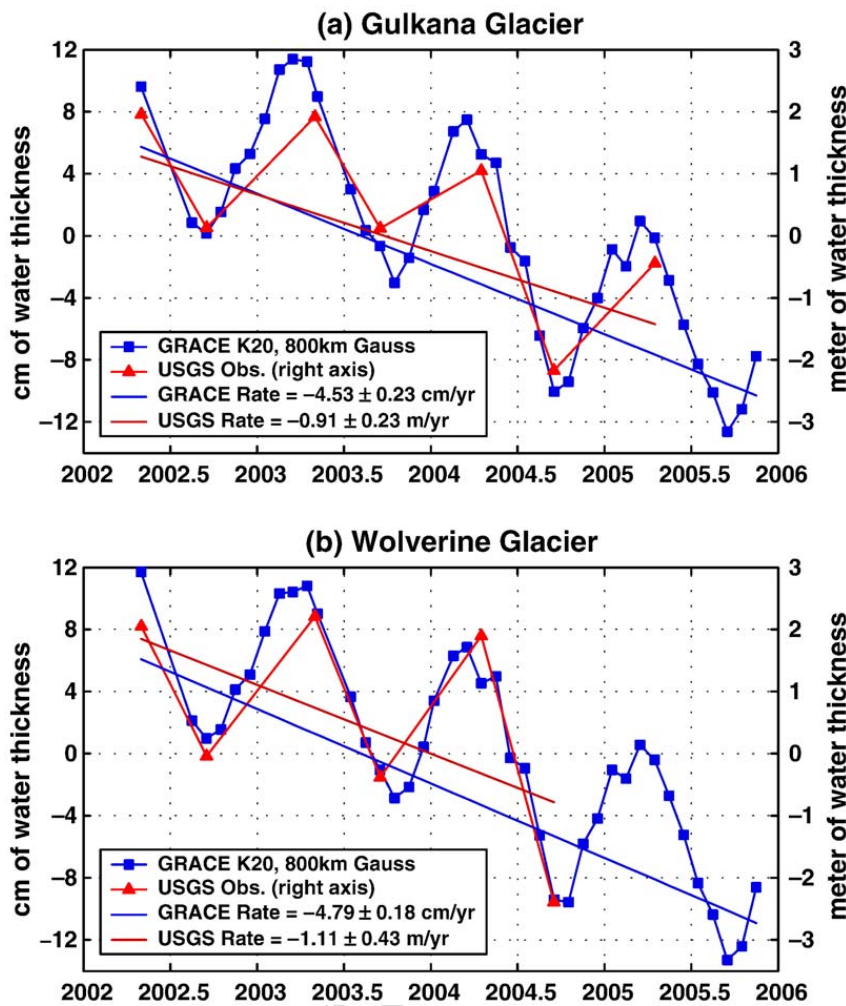 (a) Gulkana Glacier
cm of water thickness
12
8
4
0
−4
−8
−12
3
2
1
0
−1
−2
−3
meter of water thickness
GRACE K20, 800km Gauss
USGS Obs. (right axis)
GRACE Rate = −4.53 ± 0.23 cm/yr
USGS Rate = −0.91 ± 0.23 m/yr
2002 2002.5 2003 2003.5 2004 2004.5 2005 2005.5 2006
(b) Wolverine Glacier
cm of water thickness
12
8
4
0
−4
−8
−12
3
2
1
0
−1
−2
−3
meter of water thickness
GRACE K20, 800km Gauss
USGS Obs. (right axis)
GRACE Rate = −4.79 ± 0.18 cm/yr
USGS Rate = −1.11 ± 0.43 m/yr
2002 2002.5 2003 2003.5 2004 2004.5 2005 2005.5 2006